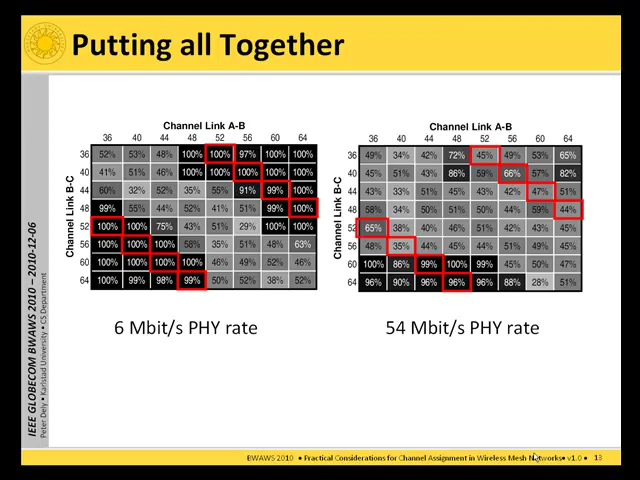 Putting all Together
Channel Link A-B
36 40 44 48 52 56 60 64
Channel Link B-C
36 52% 53% 48% 100% 100% 97% 100% 100%
40 41% 51% 46% 100% 100% 100% 100% 100%
44 60% 32% 52% 35% 55% 91% 99% 100%
48 99% 55% 44% 52% 41% 51% 99% 100%
52 100% 100% 75% 43% 51% 29% 100% 100%
56 100% 100% 100% 58% 35% 51% 48% 63%
60 100% 100% 100% 100% 46% 49% 52% 46%
64 100% 99% 98% 99% 50% 52% 38% 52%
6 Mbit/s PHY rate
Channel Link A-B
36 40 44 48 52 56 60 64
Channel Link B-C
36 49% 34% 42% 72% 45% 49% 53% 65%
40 45% 51% 43% 86% 59% 66% 57% 82%
44 43% 33% 51% 45% 44% 42% 47% 51%
48 58% 34% 50% 51% 50% 44% 59% 44%
52 65% 38% 40% 50% 44% 45% 43% 45%
56 48% 35% 44% 45% 44% 51% 49% 45%
60 100% 86% 99% 100% 99% 45% 50% 47%
64 96% 90% 96% 96% 96% 88% 28% 51%
54 Mbit/s PHY rate
IEEE GLOBECOM BWAWS 2010 – 2010-12-06
Peter Dely • Karlstad University • CS Department
BWAWS 2010 • Practical Considerations for Channel Assignment in Wireless Mesh Networks • v1.0 • 13